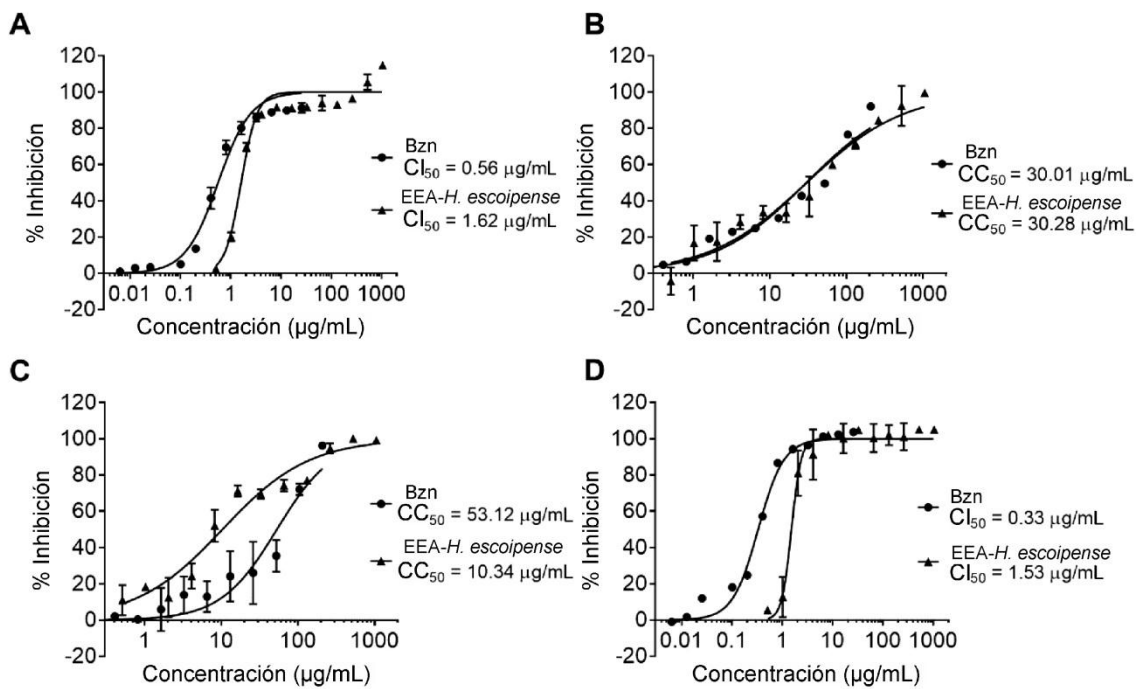 A
120
100
80
60
40
20
0
-20
% Inhibición
0.01 0.1 1 10 100 1000
Concentración (µg/mL)
Bzn
CI50 = 0.56 µg/mL
EEA-H. escoipense
CI50 = 1.62 µg/mL
B
120
100
80
60
40
20
0
-20
% Inhibición
1 10 100 1000
Concentración (µg/mL)
Bzn
CC50 = 30.01 µg/mL
EEA-H. escoipense
CC50 = 30.28 µg/mL
C
120
100
80
60
40
20
0
-20
% Inhibición
1 10 100 1000
Concentración (µg/mL)
Bzn
CC50 = 53.12 µg/mL
EEA-H. escoipense
CC50 = 10.34 µg/mL
D
120
100
80
60
40
20
0
-20
% Inhibición
0.01 0.1 1 10 100 1000
Concentración (µg/mL)
Bzn
CI50 = 0.33 µg/mL
EEA-H. escoipense
CI50 = 1.53 µg/mL